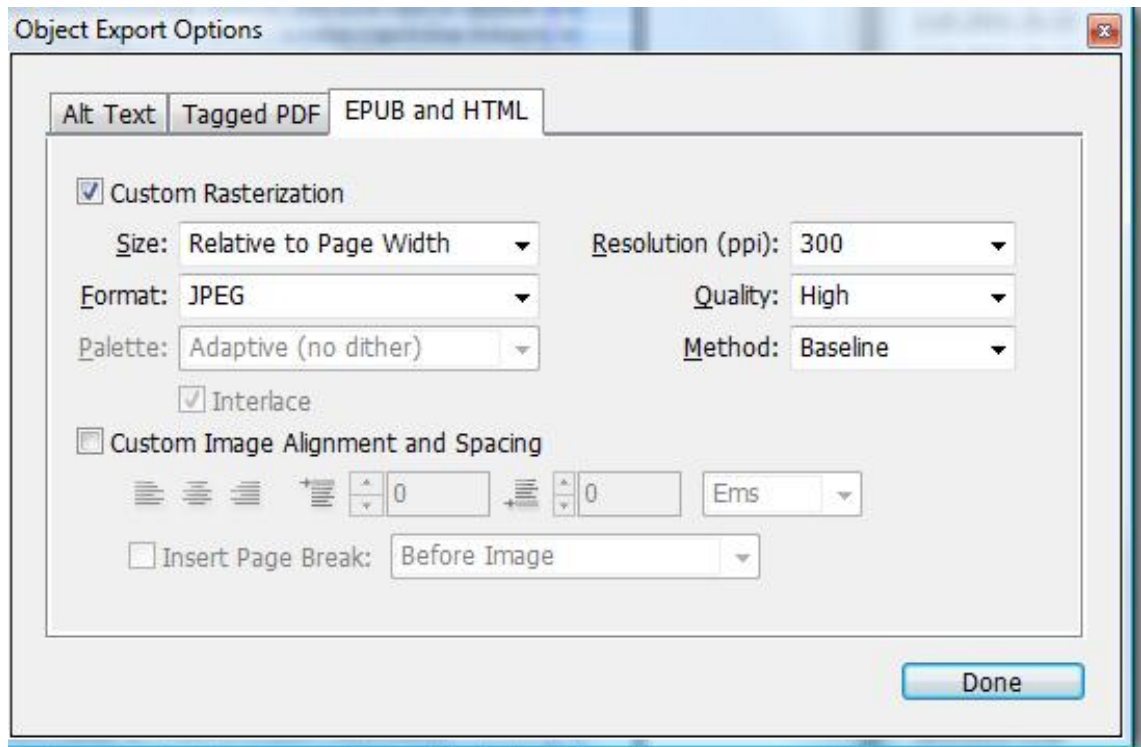 Object Export Options
Alt Text Tagged PDF EPUB and HTML
Custom Rasterization
Size: Relative to Page Width Resolution (ppi): 300
Format: JPEG Quality: High
Palette: Adaptive (no dither) Method: Baseline
Interlace
Custom Image Alignment and Spacing
0 0 Ems
Insert Page Break: Before Image
Done